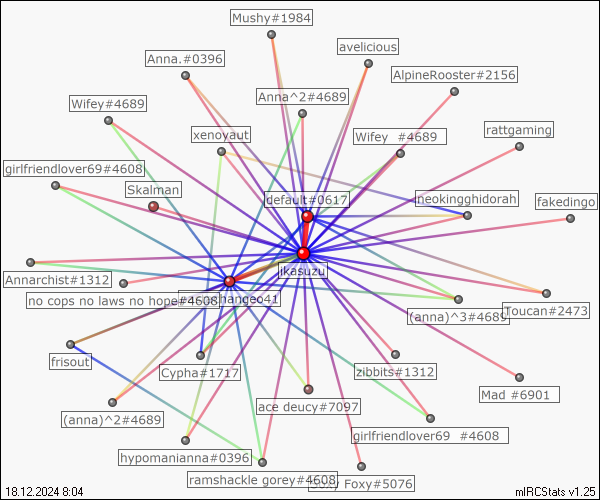 Mushy#1984
avelicious
Anna.#0396
AlpineRooster#2156
Anna^2#4689
Wifey#4689
xenoyaut
Wifey  #4689
rattgaming
girlfriendlover69#4608
Skalman
default#0617
neokingghidorah
fakedingo
ikasuzu
Annarchist#1312
no cops no laws no hope#4608
hangeo41
(anna)^3#4689
Toucan#2473
frisout
Cypha#1717
zibbits#1312
Mad #6901
ace deucy#7097
(anna)^2#4689
girlfriendlover69  #4608
hypomanianna#0396
ramshackle gorey#4608
Foxy#5076
18.12.2024 8:04
mIRCStats v1.25